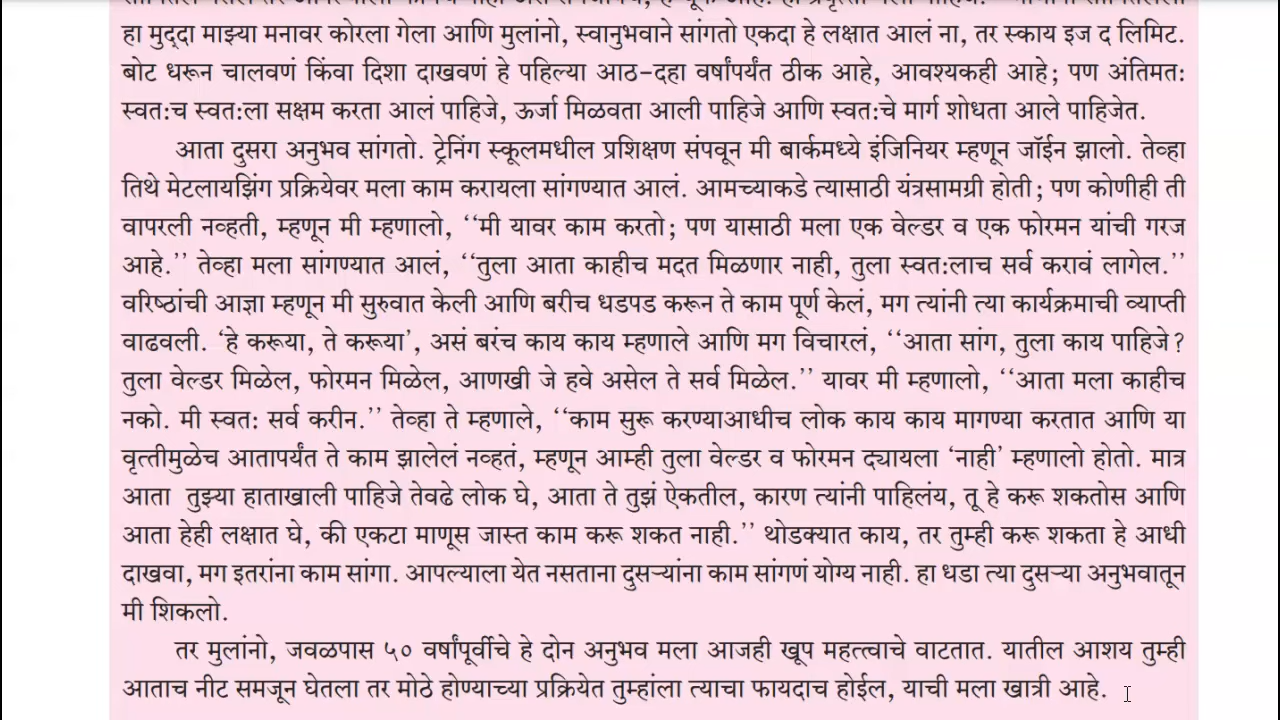 हा मुद्दा माझ्या मनावर कोरला गेला आणि मुलांनो, स्वानुभवाने सांगतो एकदा हे लक्षात आलं ना, तर स्काय इज द लिमिट.
बोट धरून चालवणं किंवा दिशा दाखवणं हे पहिल्या आठ-दहा वर्षांपर्यंत ठीक आहे, आवश्यकही आहे; पण अंतिमत:
स्वत:च स्वत:ला सक्षम करता आलं पाहिजे, ऊर्जा मिळवता आली पाहिजे आणि स्वत:चे मार्ग शोधता आले पाहिजेत.
आता दुसरा अनुभव सांगतो. ट्रेनिंग स्कूलमधील प्रशिक्षण संपवून मी बार्कमध्ये इंजिनियर म्हणून जॉईन झालो. तेव्हा
तिथे मेटलायझिंग प्रक्रियेवर मला काम करायला सांगण्यात आलं. आमच्याकडे त्यासाठी यंत्रसामग्री होती; पण कोणीही ती
वापरली नव्हती, म्हणून मी म्हणालो, ‘‘मी यावर काम करतो; पण यासाठी मला एक वेल्डर व एक फोरमन यांची गरज
आहे.’’ तेव्हा मला सांगण्यात आलं, ‘‘तुला आता काहीच मदत मिळणार नाही, तुला स्वत:लाच सर्व करावं लागेल.’’
वरिष्ठांची आज्ञा म्हणून मी सुरुवात केली आणि बरीच धडपड करून ते काम पूर्ण केलं, मग त्यांनी त्या कार्यक्रमाची व्याप्ती
वाढवली. ‘हे करूया, ते करूया’, असं बरंच काय काय म्हणाले आणि मग विचारलं, ‘‘आता सांग, तुला काय पाहिजे?
तुला वेल्डर मिळेल, फोरमन मिळेल, आणखी जे हवे असेल ते सर्व मिळेल.’’ यावर मी म्हणालो, ‘‘आता मला काहीच
नको. मी स्वत: सर्व करीन.’’ तेव्हा ते म्हणाले, ‘‘काम सुरू करण्याआधीच लोक काय काय मागण्या करतात आणि या
वृत्तीमुळेच आतापर्यंत ते काम झालेलं नव्हतं, म्हणून आम्ही तुला वेल्डर व फोरमन द्यायला ‘नाही’ म्हणालो होतो. मात्र
आता तुझ्या हाताखाली पाहिजे तेवढे लोक घे, आता ते तुझं ऐकतील, कारण त्यांनी पाहिलंय, तू हे करू शकतोस आणि
आता हेही लक्षात घे, की एकटा माणूस जास्त काम करू शकत नाही.’’ थोडक्यात काय, तर तुम्ही करू शकता हे आधी
दाखवा, मग इतरांना काम सांगा. आपल्याला येत नसताना दुसऱ्यांना काम सांगणं योग्य नाही. हा धडा त्या दुसऱ्या अनुभवातून
मी शिकलो.
तर मुलांनो, जवळपास ५० वर्षांपूर्वीचे हे दोन अनुभव मला आजही खूप महत्त्वाचे वाटतात. यातील आशय तुम्ही
आताच नीट समजून घेतला तर मोठे होण्याच्या प्रक्रियेत तुम्हांला त्याचा फायदाच होईल, याची मला खात्री आहे.